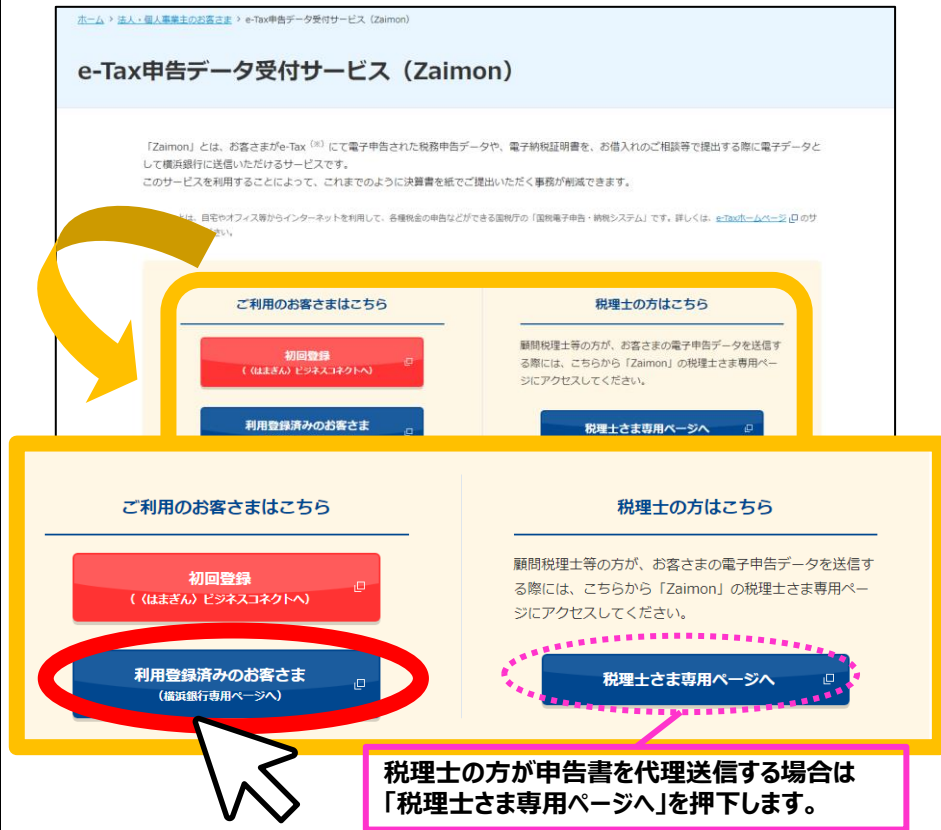 ホーム > 法人・個人事業主のお客さま > e-Tax申告データ受付サービス（Zaimon）
e-Tax申告データ受付サービス（Zaimon）
「Zaimon」とは、お客さまがe-Tax（※）にて電子申告された税務申告データや、電子納税証明書を、お借入れのご相談等で提出する際に電子データと
して横浜銀行に送信いただけるサービスです。
このサービスを利用することによって、これまでのように決算書を紙でご提出いただく事務が削減できます。
とは、自宅やオフィス等からインターネットを利用して、各種税金の申告などができる国税庁の「国税電子申告・納税システム」です。詳しくは、e-Taxホームページ のサ
さい。
ご利用のお客さまはこちら
初回登録
（〈はまぎん〉ビジネスコネクトへ）
利用登録済みのお客さま
税理士の方はこちら
顧問税理士等の方が、お客さまの電子申告データを送信す
る際には、こちらから「Zaimon」の税理士さま専用ペー
ジにアクセスしてください。
税理士さま専用ページへ
ご利用のお客さまはこちら
初回登録
（〈はまぎん〉ビジネスコネクトへ）
利用登録済みのお客さま
（横浜銀行専用ページへ）
税理士の方はこちら
顧問税理士等の方が、お客さまの電子申告データを送信す
る際には、こちらから「Zaimon」の税理士さま専用ペー
ジにアクセスしてください。
税理士さま専用ページへ
税理士の方が申告書を代理送信する場合は
「税理士さま専用ページへ」を押下します。